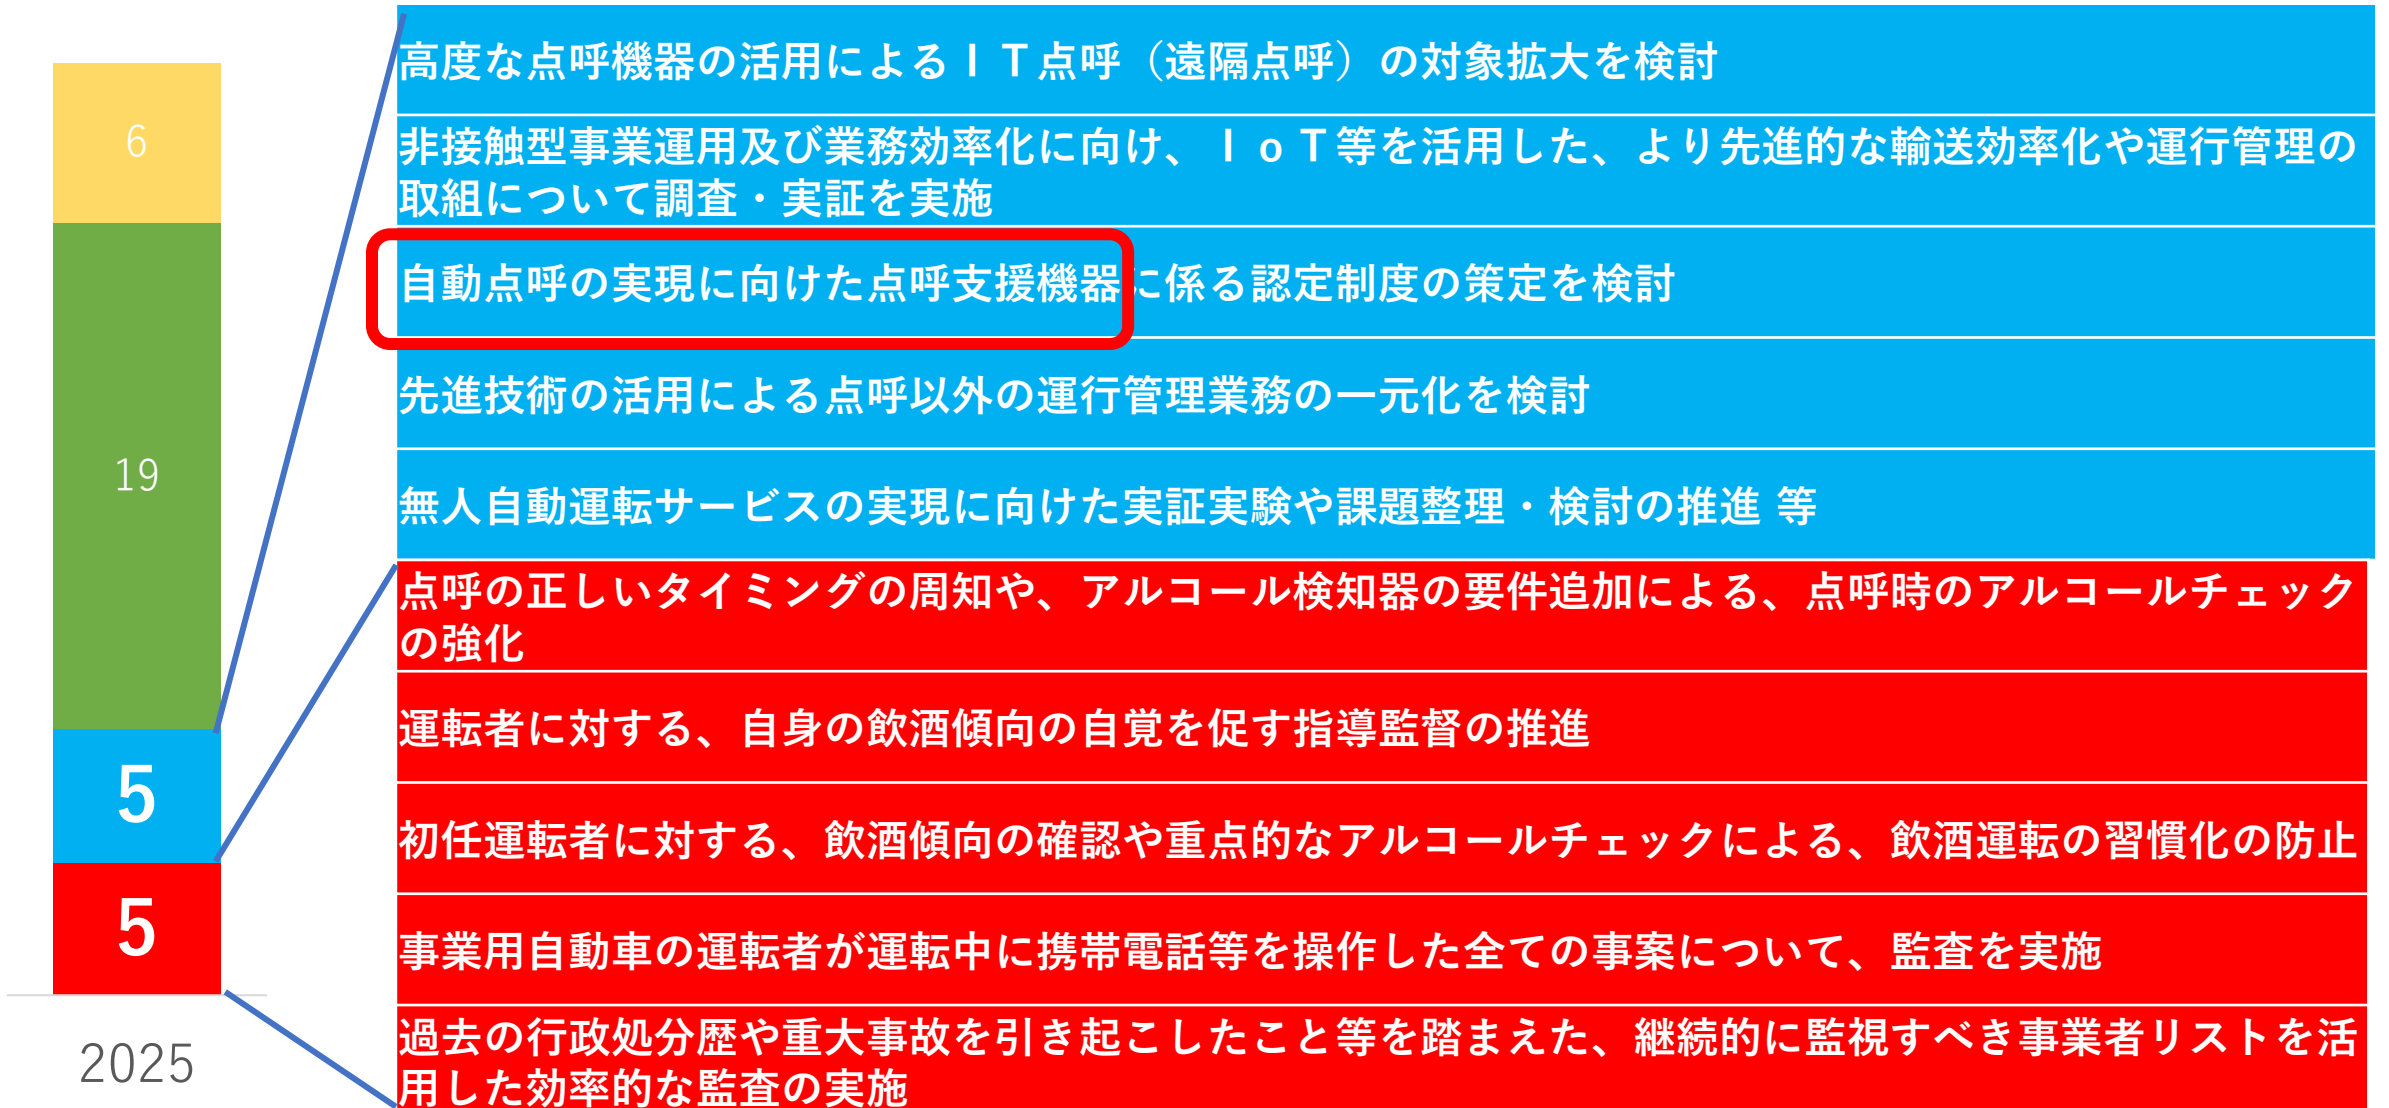 6
19
5
5
2025
高度な点呼機器の活用によるＩＴ点呼（遠隔点呼）の対象拡大を検討
非接触型事業運用及び業務効率化に向け、ＩｏＴ等を活用した、より先進的な輸送効率化や運行管理の
取組について調査・実証を実施
自動点呼の実現に向けた点呼支援機器に係る認定制度の策定を検討
先進技術の活用による点呼以外の運行管理業務の一元化を検討
無人自動運転サービスの実現に向けた実証実験や課題整理・検討の推進 等
点呼の正しいタイミングの周知や、アルコール検知器の要件追加による、点呼時のアルコールチェック
の強化
運転者に対する、自身の飲酒傾向の自覚を促す指導監督の推進
初任運転者に対する、飲酒傾向の確認や重点的なアルコールチェックによる、飲酒運転の習慣化の防止
事業用自動車の運転者が運転中に携帯電話等を操作した全ての事案について、監査を実施
過去の行政処分歴や重大事故を引き起こしたこと等を踏まえた、継続的に監視すべき事業者リストを活
用した効率的な監査の実施